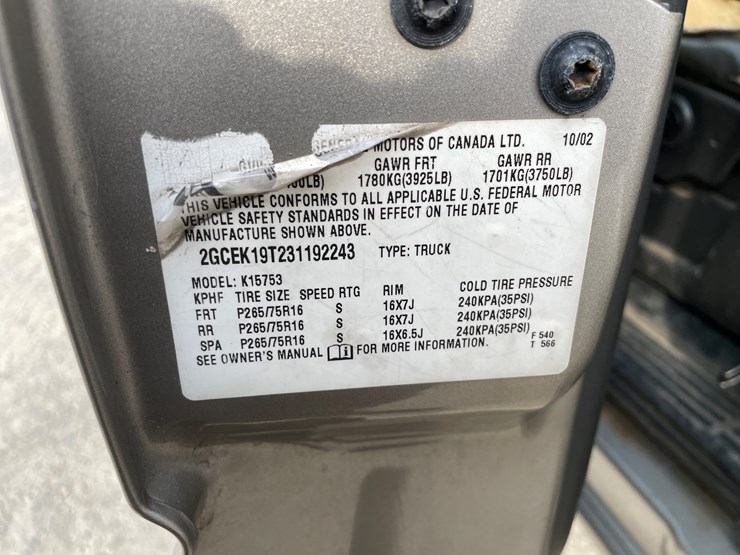 MOTORS OF CANADA LTD. 10/02
GAWR FRT GAWR RR
1780KG(3925LB) 1701KG(3750LB)
THIS VEHICLE CONFORMS TO ALL APPLICABLE U.S. FEDERAL MOTOR
VEHICLE SAFETY STANDARDS IN EFFECT ON THE DATE OF
MANUFACTURE SHOWN ABOVE.
2GCEK19T231192243 TYPE: TRUCK
MODEL: K15753
KPHF TIRE SIZE SPEED RTG RIM COLD TIRE PRESSURE
FRT P265/75R16 S 16X7J 240KPA(35PSI)
RR P265/75R16 S 16X7J 240KPA(35PSI)
SPA P265/75R16 S 16X6.5J 240KPA(35PSI)
SEE OWNER'S MANUAL FOR MORE INFORMATION.
F 540
T 566